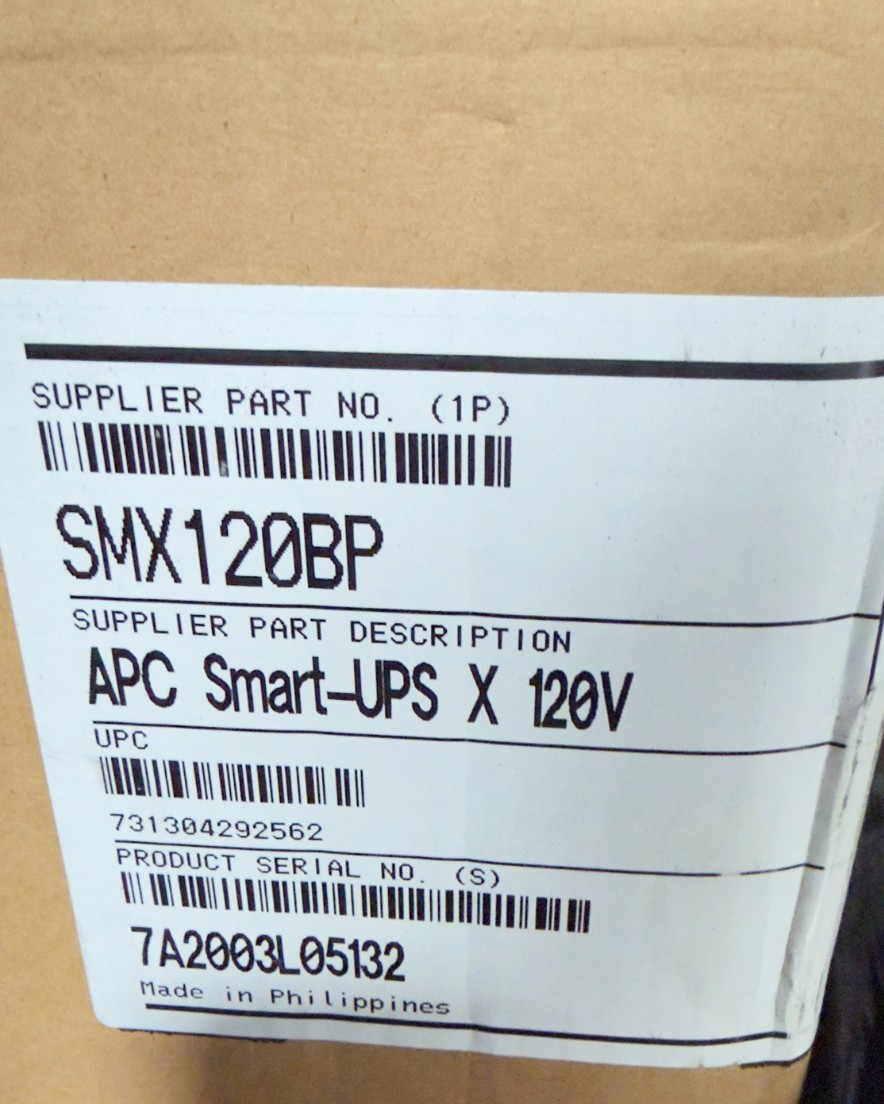 SUPPLIER PART NO. (1P)
SMX120BP
SUPPLIER PART DESCRIPTION
APC Smart-UPS X 120V
UPC
731304292562
PRODUCT SERIAL NO. (S)
7A2003L05132
Made in Philippines